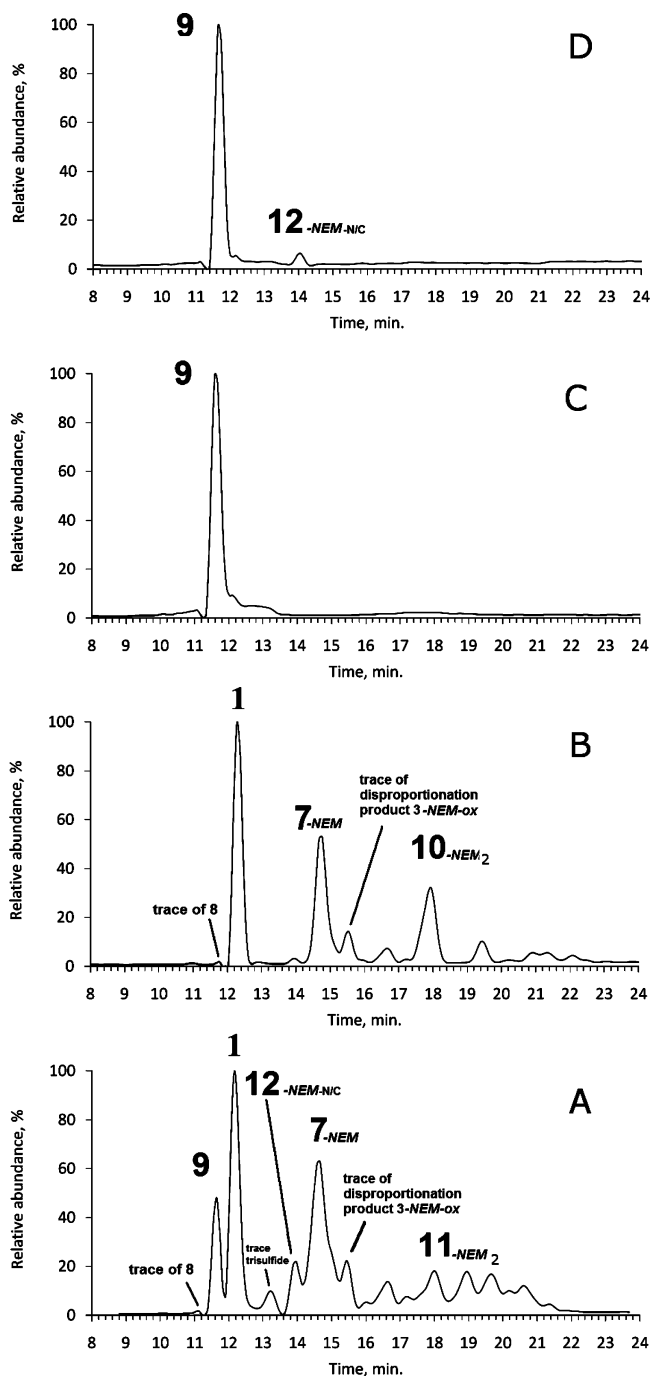 9
D
Relative abundance, %
100
80
60
40
20
0
12-NEM-N/C
8 9 10 11 12 13 14 15 16 17 18 19 20 21 22 23 24
Time, min.
9
C
Relative abundance, %
100
80
60
40
20
0
8 9 10 11 12 13 14 15 16 17 18 19 20 21 22 23 24
Time, min.
1
B
Relative abundance, %
100
80
60
40
20
0
trace of
disproportionation
product 3-NEM-ox
7-NEM
10-NEM2
trace of 8
8 9 10 11 12 13 14 15 16 17 18 19 20 21 22 23 24
Time, min.
1
A
Relative abundance, %
100
80
60
40
20
0
12-NEM-N/C
7-NEM
9
trace of
disproportionation
product 3-NEM-ox
trace
trisulfide
11-NEM2
trace of 8
8 9 10 11 12 13 14 15 16 17 18 19 20 21 22 23 24
Time, min.